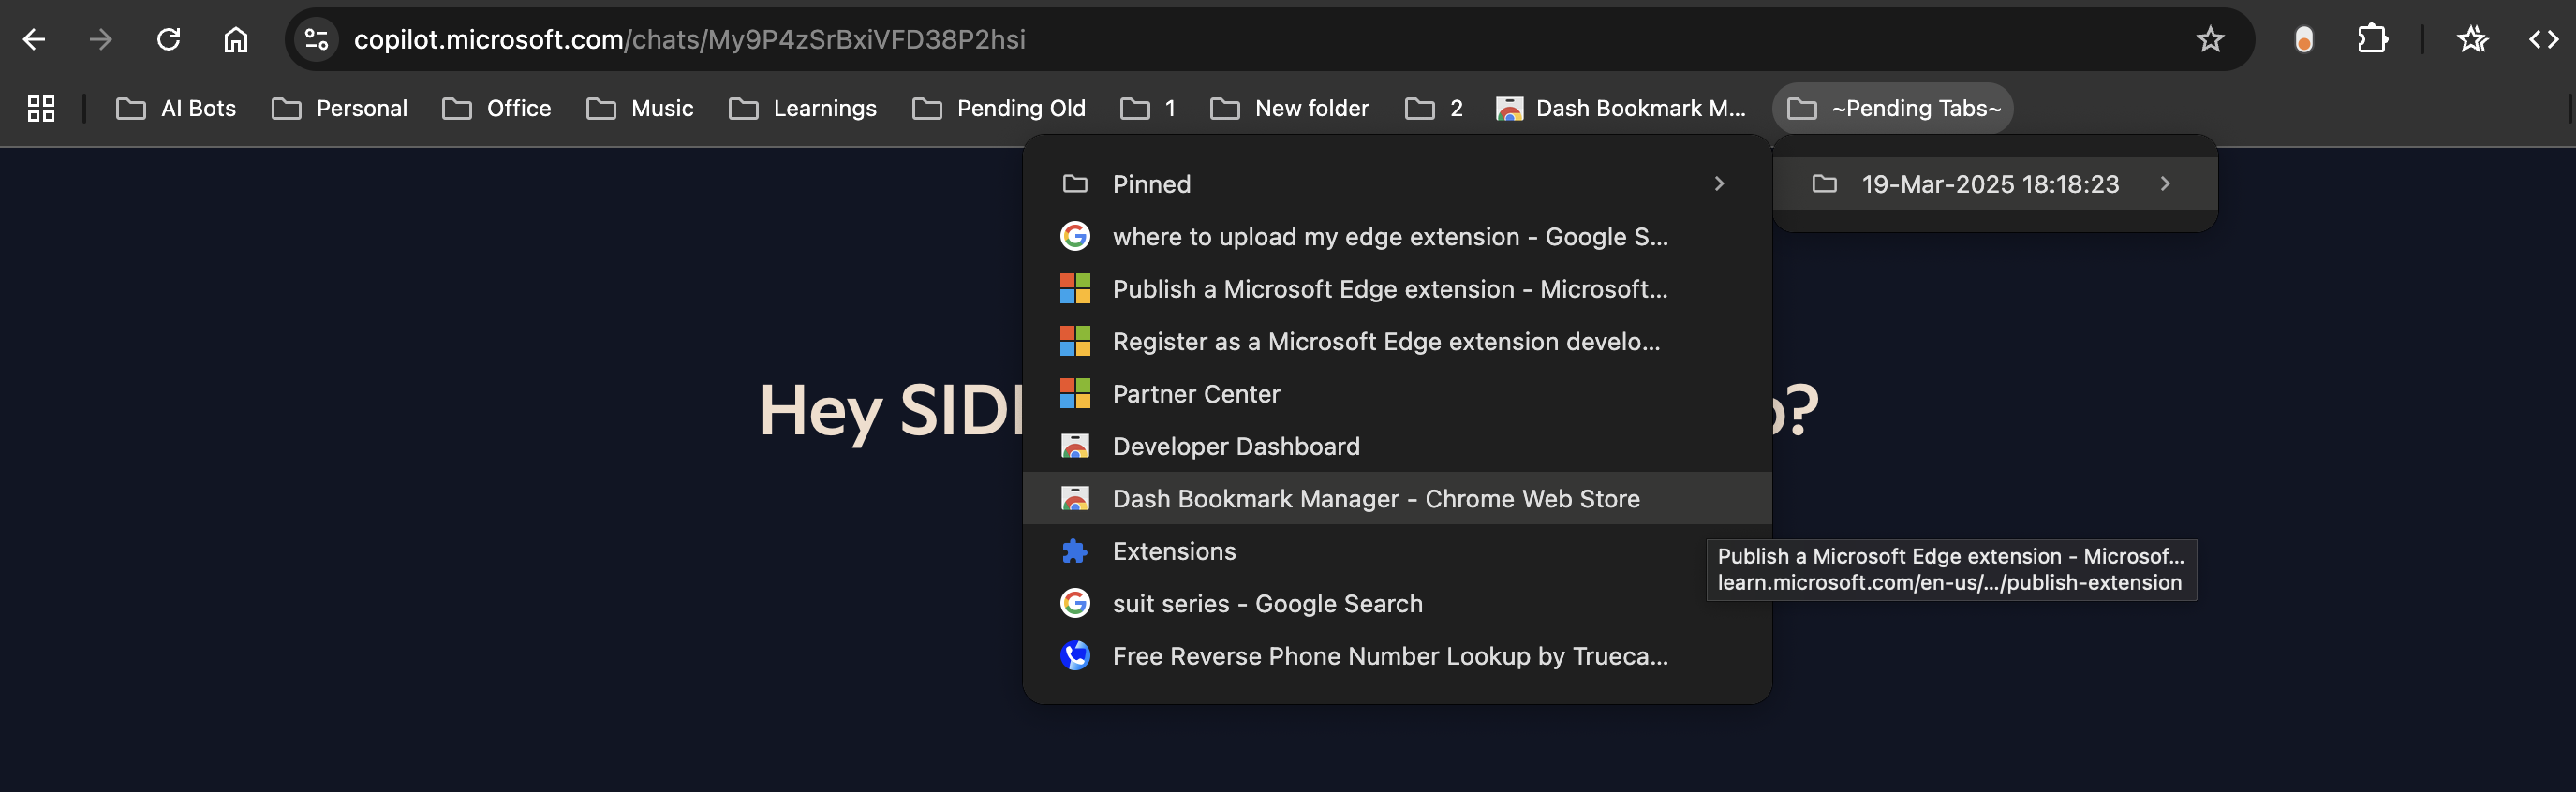 copilot.microsoft.com/chats/My9P4zSrBxiVFD38P2hsi
AI Bots Personal Office Music Learnings Pending Old 1 New folder 2 Dash Bookmark M... ~Pending Tabs~
Pinned
19-Mar-2025 18:18:23
where to upload my edge extension - Google S...
Publish a Microsoft Edge extension - Microsoft...
Register as a Microsoft Edge extension develo...
Partner Center
Hey SID ?
Developer Dashboard
Dash Bookmark Manager - Chrome Web Store
Extensions
Publish a Microsoft Edge extension - Microsof...
learn.microsoft.com/en-us/.../publish-extension
suit series - Google Search
Free Reverse Phone Number Lookup by Trueca...